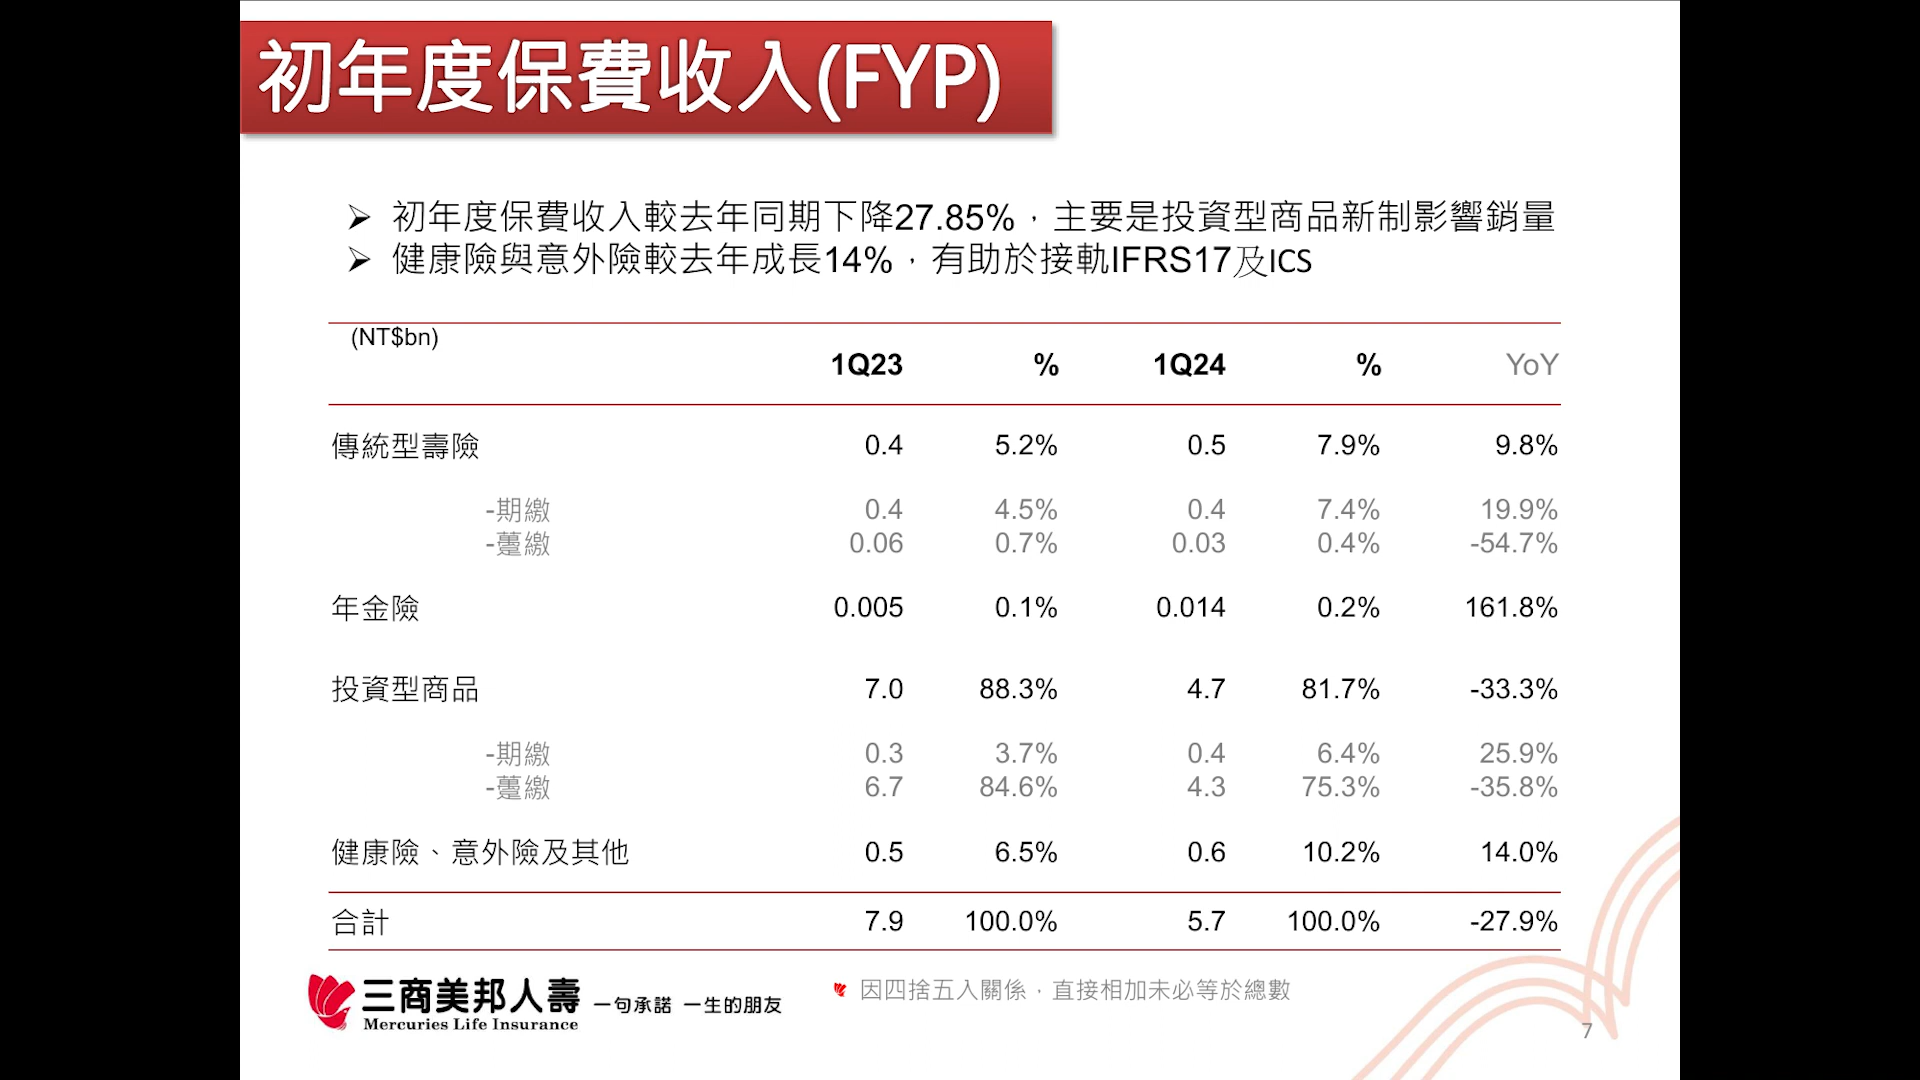 初年度保費收入(FYP)
➢ 初年度保費收入較去年同期下降27.85%，主要是投資型商品新制影響銷量
➢ 健康險與意外險較去年成長14%，有助於接軌IFRS17及ICS
(NT$bn)
1Q23 % 1Q24 % YoY
傳統型壽險 0.4 5.2% 0.5 7.9% 9.8%
-期繳 0.4 4.5% 0.4 7.4% 19.9%
-躉繳 0.06 0.7% 0.03 0.4% -54.7%
年金險 0.005 0.1% 0.014 0.2% 161.8%
投資型商品 7.0 88.3% 4.7 81.7% -33.3%
-期繳 0.3 3.7% 0.4 6.4% 25.9%
-躉繳 6.7 84.6% 4.3 75.3% -35.8%
健康險、意外險及其他 0.5 6.5% 0.6 10.2% 14.0%
合計 7.9 100.0% 5.7 100.0% -27.9%
三商美邦人壽 一句承諾 一生的朋友
Mercuries Life Insurance
因四捨五入關係，直接相加未必等於總數
7